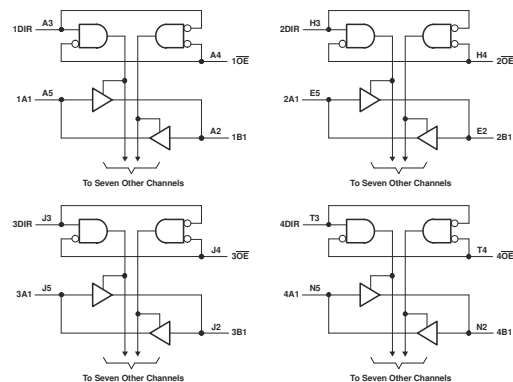 1DIR A3
A4 1OE
1A1 A5
A2 1B1
To Seven Other Channels
2DIR H3
H4 2OE
2A1 E5
E2 2B1
To Seven Other Channels
3DIR J3
J4 3OE
3A1 J5
J2 3B1
To Seven Other Channels
4DIR T3
T4 4OE
4A1 N5
N2 4B1
To Seven Other Channels